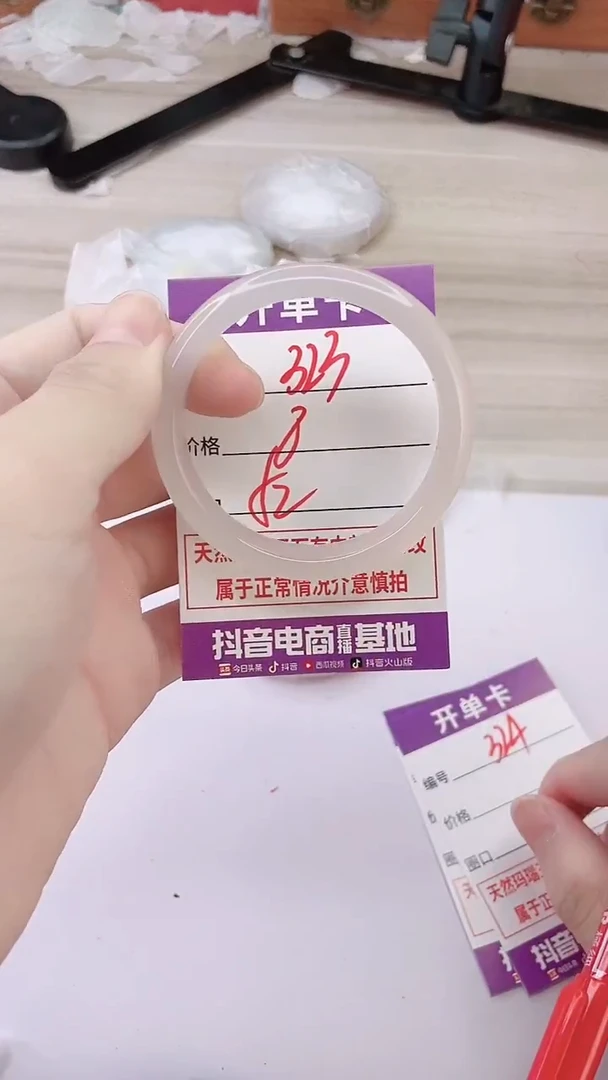 开单卡
323
价格
62
天然
属于正常情况介意慎拍
抖音电商直播基地
今日头条 抖音 西瓜视频 抖音火山版
开单卡
编号 324
价格
圈口
天然玛瑙
属于正
抖音